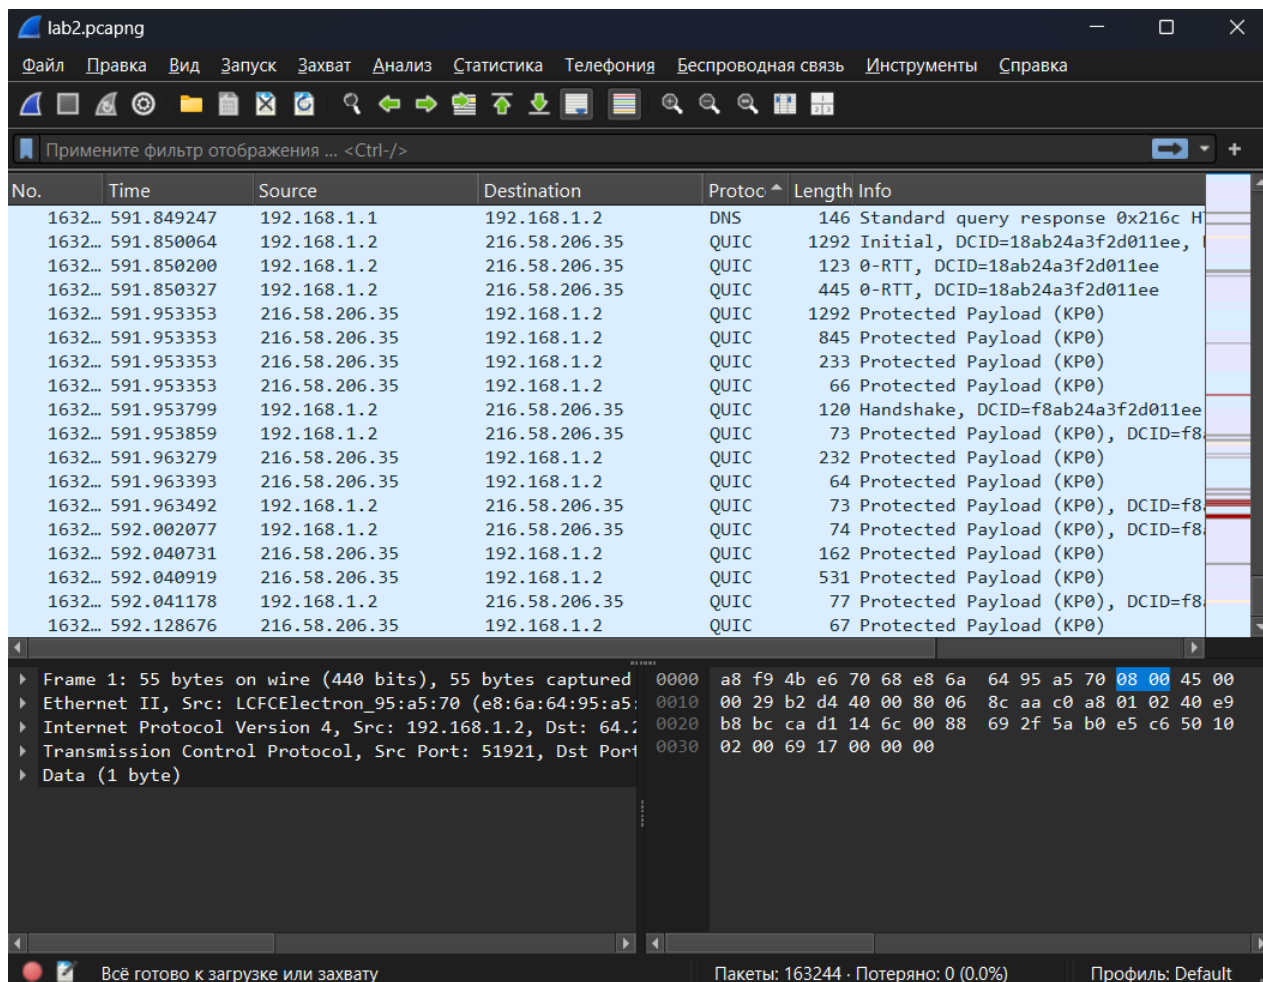 lab2.pcapng
Файл Правка Вид Запуск Захват Анализ Статистика Телефония Беспроводная связь Инструменты Справка
Примените фильтр отображения ... <Ctrl-/>
No. Time Source Destination Protoc Length Info
1632… 591.849247 192.168.1.1 192.168.1.2 DNS 146 Standard query response 0x216c
1632… 591.850064 192.168.1.2 216.58.206.35 QUIC 1292 Initial, DCID=18ab24a3f2d011ee,
1632… 591.850200 192.168.1.2 216.58.206.35 QUIC 123 0-RTT, DCID=18ab24a3f2d011ee
1632… 591.850327 192.168.1.2 216.58.206.35 QUIC 445 0-RTT, DCID=18ab24a3f2d011ee
1632… 591.953353 216.58.206.35 192.168.1.2 QUIC 1292 Protected Payload (KP0)
1632… 591.953353 216.58.206.35 192.168.1.2 QUIC 845 Protected Payload (KP0)
1632… 591.953353 216.58.206.35 192.168.1.2 QUIC 233 Protected Payload (KP0)
1632… 591.953353 216.58.206.35 192.168.1.2 QUIC 66 Protected Payload (KP0)
1632… 591.953799 192.168.1.2 216.58.206.35 QUIC 120 Handshake, DCID=f8ab24a3f2d011ee
1632… 591.953859 192.168.1.2 216.58.206.35 QUIC 73 Protected Payload (KP0), DCID=f8
1632… 591.963279 216.58.206.35 192.168.1.2 QUIC 232 Protected Payload (KP0)
1632… 591.963393 216.58.206.35 192.168.1.2 QUIC 64 Protected Payload (KP0)
1632… 591.963492 192.168.1.2 216.58.206.35 QUIC 73 Protected Payload (KP0), DCID=f8
1632… 592.002077 192.168.1.2 216.58.206.35 QUIC 74 Protected Payload (KP0), DCID=f8
1632… 592.040731 216.58.206.35 192.168.1.2 QUIC 162 Protected Payload (KP0)
1632… 592.040919 216.58.206.35 192.168.1.2 QUIC 531 Protected Payload (KP0)
1632… 592.041178 192.168.1.2 216.58.206.35 QUIC 77 Protected Payload (KP0), DCID=f8
1632… 592.128676 216.58.206.35 192.168.1.2 QUIC 67 Protected Payload (KP0)
Frame 1: 55 bytes on wire (440 bits), 55 bytes captured
Ethernet II, Src: LCFCElectron_95:a5:70 (e8:6a:64:95:a5:
Internet Protocol Version 4, Src: 192.168.1.2, Dst: 64.
Transmission Control Protocol, Src Port: 51921, Dst Port
Data (1 byte)
0000 a8 f9 4b e6 70 68 e8 6a 64 95 a5 70 08 00 45 00
0010 00 29 b2 d4 40 00 80 06 8c aa c0 a8 01 02 40 e9
0020 b8 bc ca d1 14 6c 00 88 69 2f 5a b0 e5 c6 50 10
0030 02 00 69 17 00 00 00
Всё готово к загрузке или захвату Пакеты: 163244 · Потеряно: 0 (0.0%) Профиль: Default